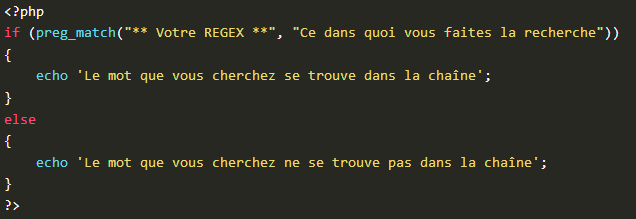 <?php
if (preg_match("** Votre REGEX **", "Ce dans quoi vous faites la recherche"))
{
    echo 'Le mot que vous cherchez se trouve dans la chaîne';
}
else
{
    echo 'Le mot que vous cherchez ne se trouve pas dans la chaîne';
}
?>